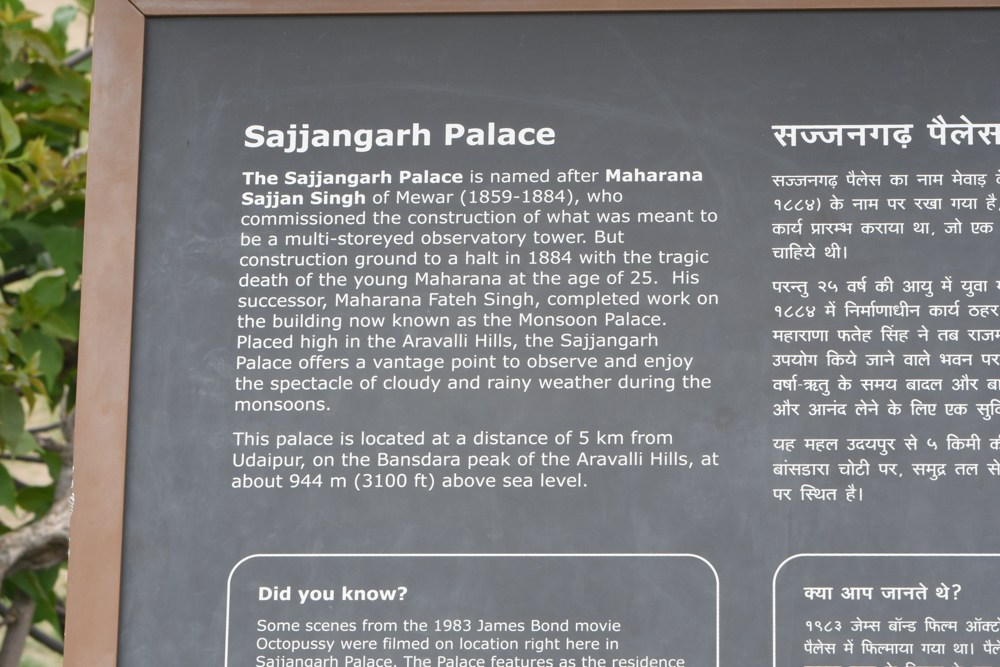 Sajjangarh Palace
The Sajjangarh Palace is named after Maharana
Sajjan Singh of Mewar (1859-1884), who
commissioned the construction of what was meant to
be a multi-storeyed observatory tower. But
construction ground to a halt in 1884 with the tragic
death of the young Maharana at the age of 25. His
successor, Maharana Fateh Singh, completed work on
the building now known as the Monsoon Palace.
Placed high in the Aravalli Hills, the Sajjangarh
Palace offers a vantage point to observe and enjoy
the spectacle of cloudy and rainy weather during the
monsoons.
This palace is located at a distance of 5 km from
Udaipur, on the Bansdara peak of the Aravalli Hills, at
about 944 m (3100 ft) above sea level.
Did you know?
Some scenes from the 1983 James Bond movie
Octopussy were filmed on location right here in
Sajjangarh Palace. The Palace features as the residence
सज्जनगढ़ पैलेस
सज्जनगढ़ पैलेस का नाम मेवाड़
१८८४) के नाम पर रखा गया है,
कार्य प्रारम्भ कराया था, जो एक
चाहिये थी।
परन्तु २५ वर्ष की आयु में युवा
१८८४ में निर्माणाधीन कार्य ठहर
महाराणा फतेह सिंह ने तब
उपयोग किये जाने वाले भवन पर
वर्षा-ऋतु के समय बादल और
और आनंद लेने के लिए एक
यह महल उदयपुर से ५ किमी की
बांसडारा चोटी पर, समुद्र तल से
पर स्थित है।
क्या आप जानते थे?
१९८३ जेम्स बॉन्ड फिल्म
पैलेस में फिल्माया गया था।